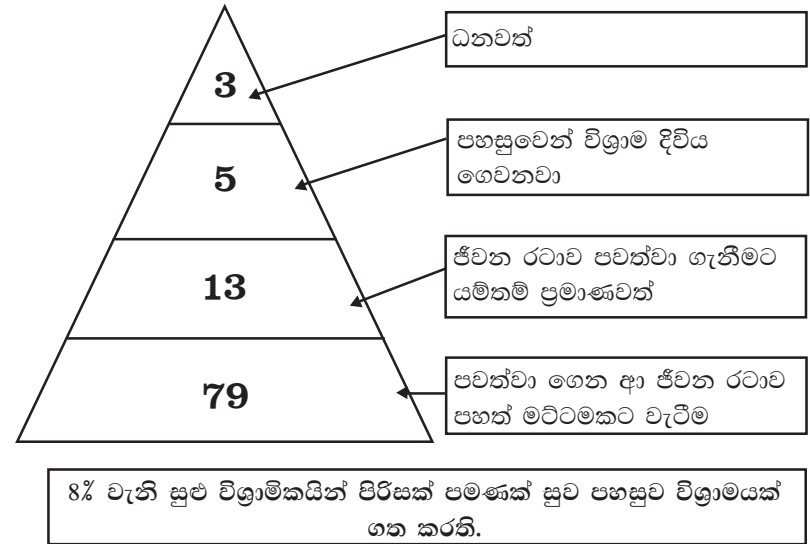 3
ධනවත්
5
පහසුවෙන් විශ්‍රාම දිවිය
ගෙවනවා
13
ජීවන රටාව පවත්වා ගැනීමට
යම්තම් ප්‍රමාණවත්
79
පවත්වා ගෙන ආ ජීවන රටාව
පහත් මට්ටමකට වැටීම
8% වැනි සුළු විශ්‍රාමිකයින් පිරිසක් පමණක් සුව පහසුව විශ්‍රාමයක්
ගත කරති.